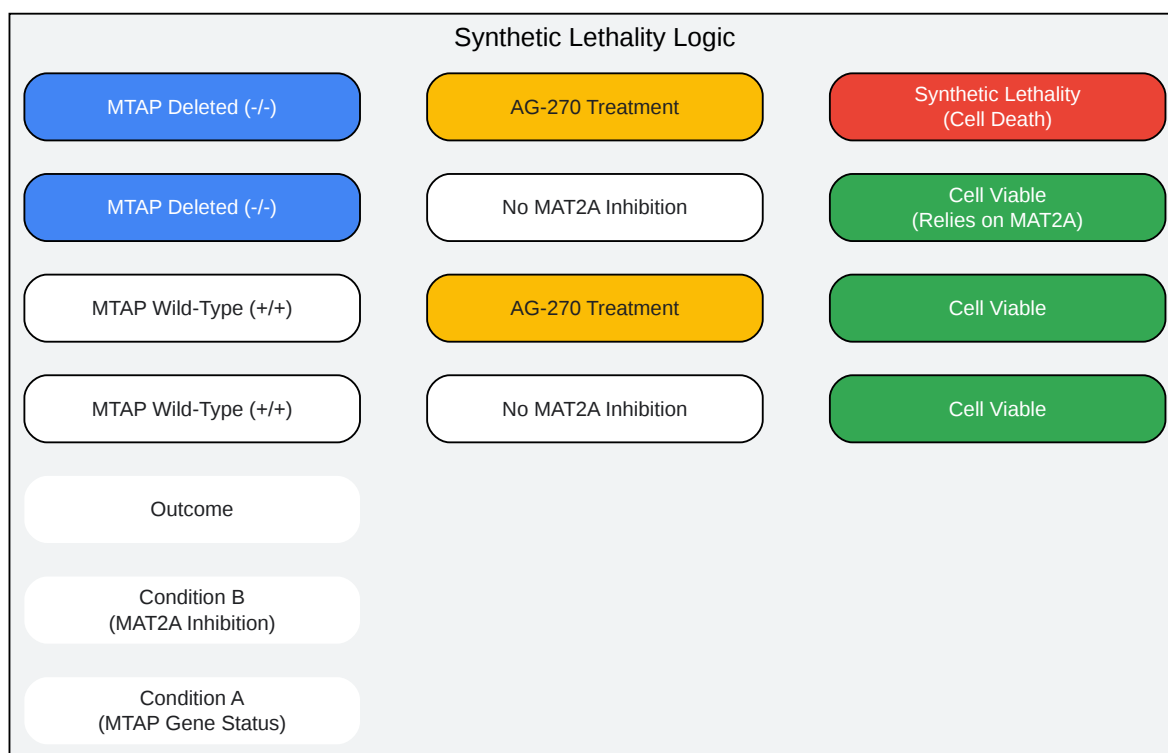 Synthetic Lethality Logic
MTAP Deleted (-/-)
AG-270 Treatment
Synthetic Lethality
(Cell Death)
MTAP Deleted (-/-)
No MAT2A Inhibition
Cell Viable
(Relies on MAT2A)
MTAP Wild-Type (+/+)
AG-270 Treatment
Cell Viable
MTAP Wild-Type (+/+)
No MAT2A Inhibition
Cell Viable
Outcome
Condition B
(MAT2A Inhibition)
Condition A
(MTAP Gene Status)